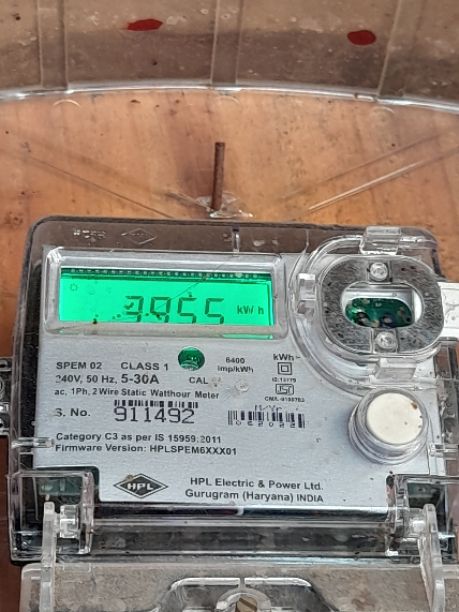 3955 kW h
SPEM 02 CLASS 1 6400 kWh
240V, 50 Hz, 5-30A CAL imp/kWh
ac, 1Ph, 2 Wire Static Watthour Meter
S. No. 911492
Category C3 as per IS 15959:2011
Firmware Version: HPLSPEM6XXX01
HPL HPL Electric & Power Ltd.
Gurugram (Haryana) INDIA